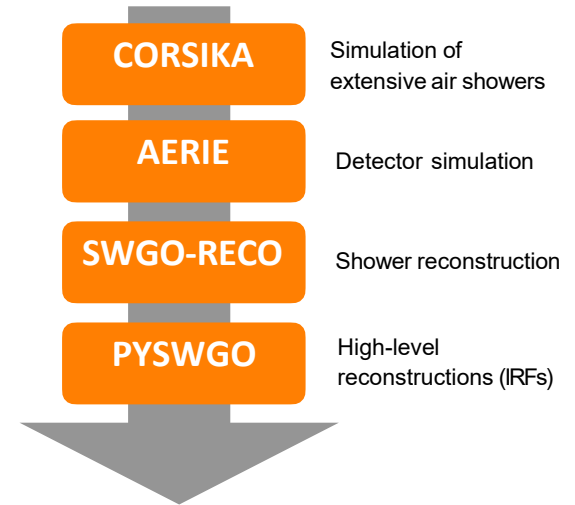 CORSIKA
Simulation of
extensive air showers
AERIE
Detector simulation
SWGO-RECO
Shower reconstruction
PYSWGO
High-level
reconstructions (IRFs)